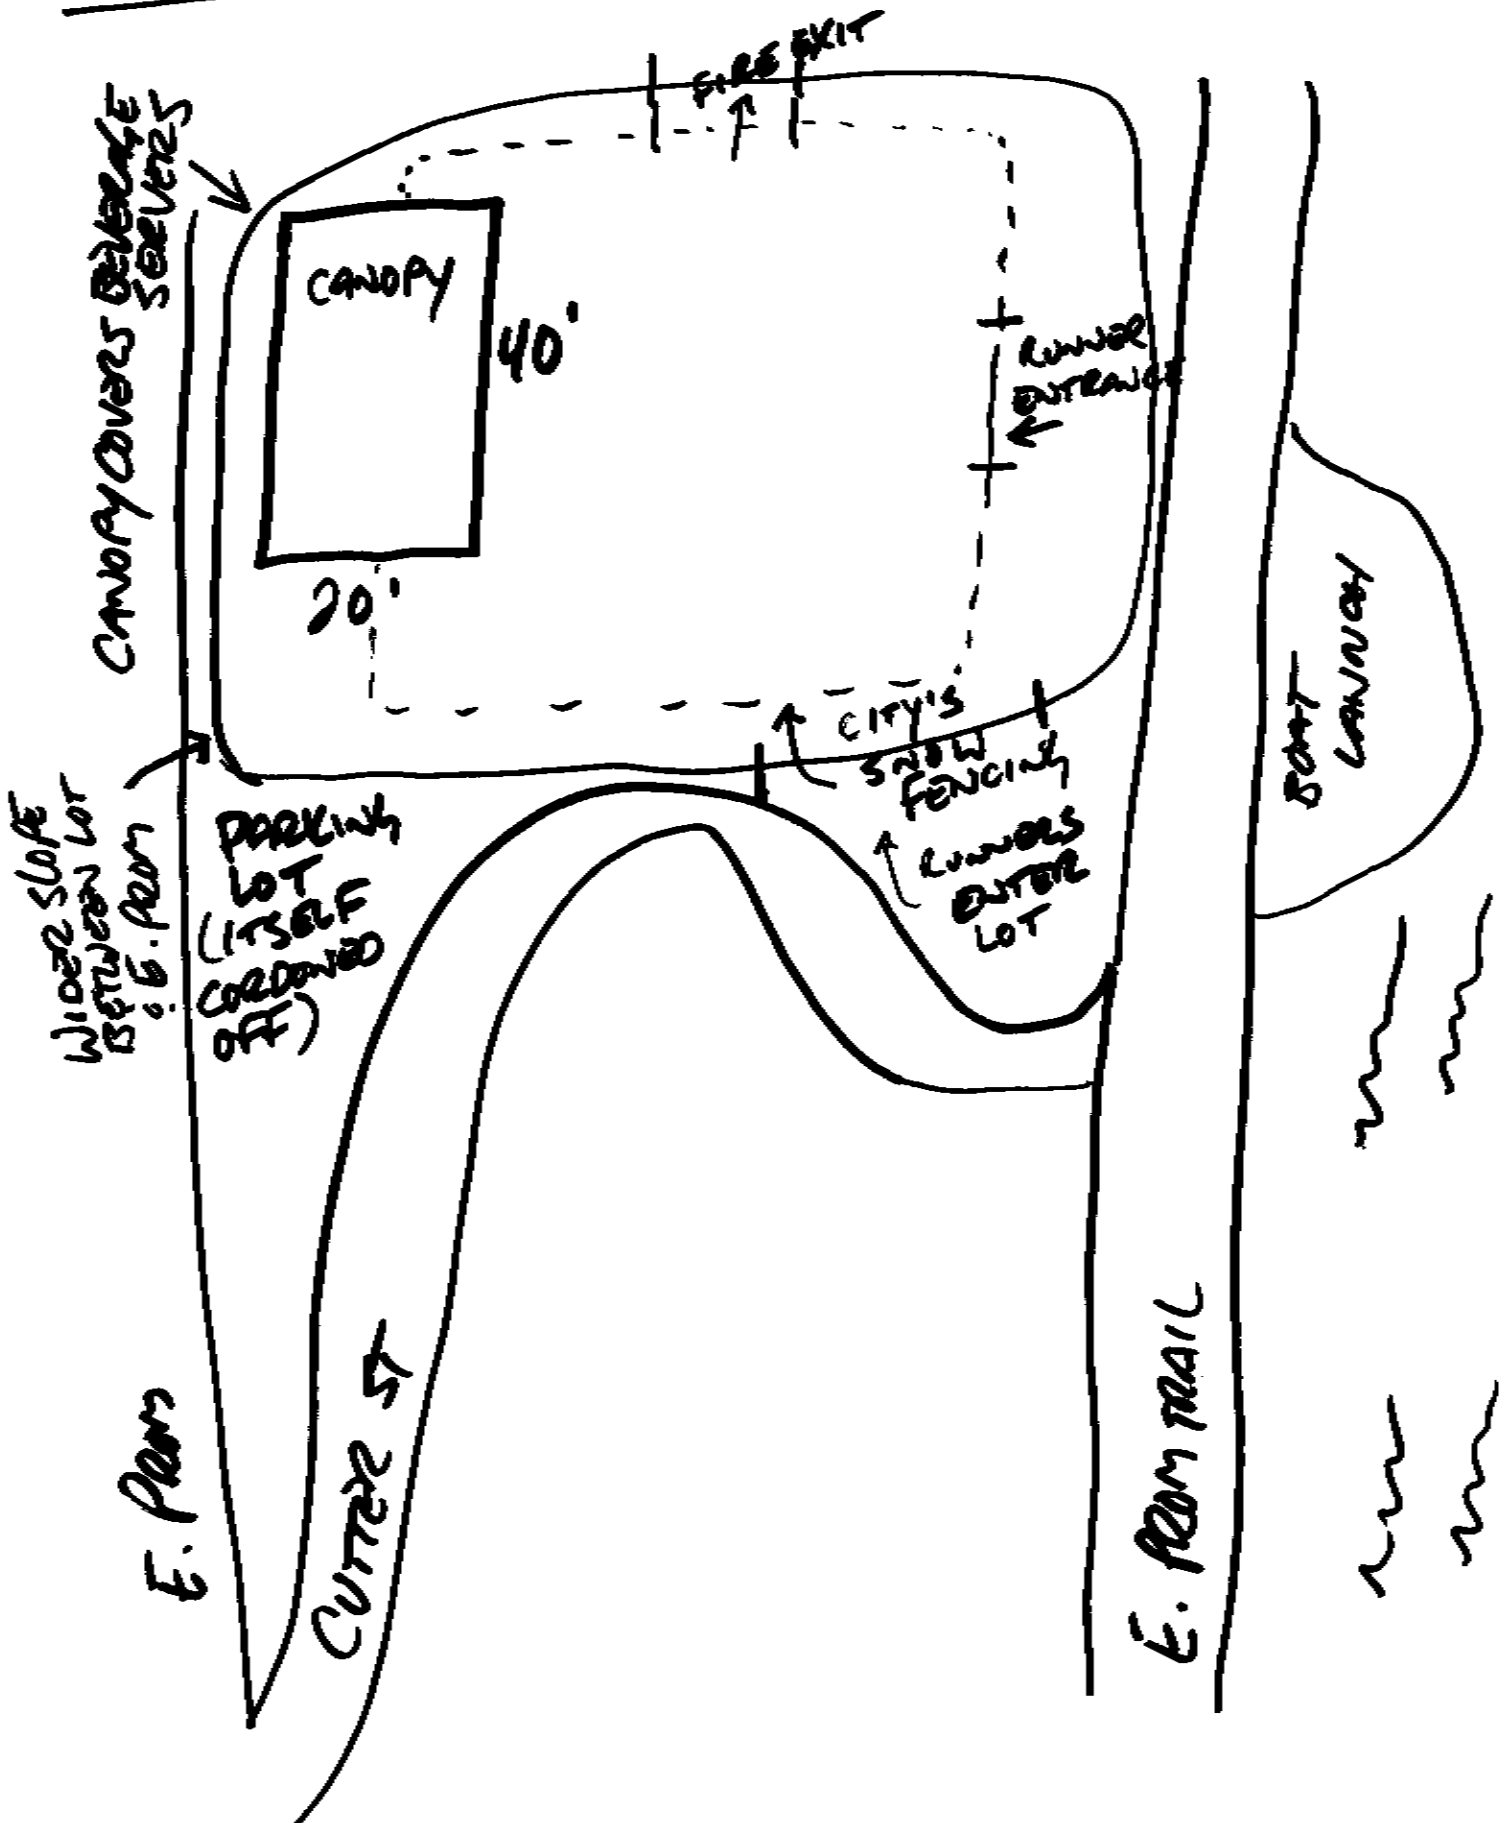 FIRE EXIT
CANOPY COVERS BEVERAGE
SERVERS
CANOPY
40'
20'
RUNNER
ENTRANCE
CITY'S
SNOW
FENCING
RUNNERS
ENTER
LOT
BOAT
LAUNCH
WIDER SLOPE
BETWEEN LOT
: E. PROM
PARKING
LOT
(ITSELF
CORDONED
OFF)
E. PROM
CUTTER ST
E. PROM TRAIL